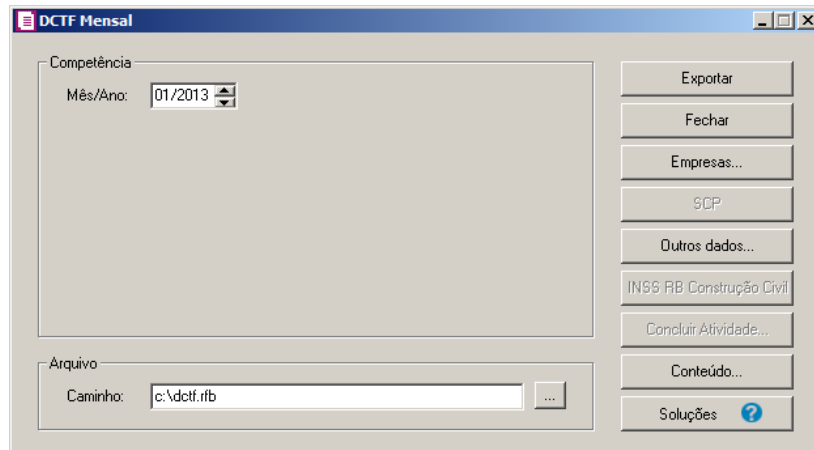 DCTF Mensal
Competência
Mês/Ano: 01/2013
Arquivo
Caminho: c:\dctf.rfb ...
Exportar
Fechar
Empresas...
SCP
Outros dados...
INSS RB Construção Civil
Concluir Atividade...
Conteúdo...
Soluções ?